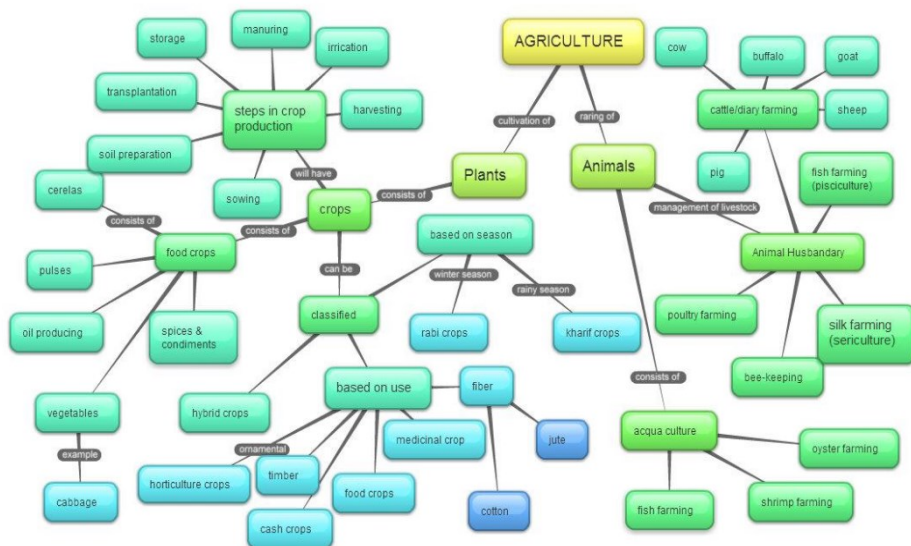 AGRICULTURE
cultivation of
raring of
Plants
Animals
consists of
crops
will have
steps in crop
production
storage
manuring
irrication
transplantation
harvesting
soil preparation
sowing
consists of
food crops
consists of
cerelas
pulses
oil producing
spices &
condiments
vegetables
example
cabbage
can be
classified
based on season
winter season
rainy season
rabi crops
kharif crops
hybrid crops
based on use
ornamental
horticulture crops
timber
cash crops
food crops
medicinal crop
fiber
jute
cotton
management of livestock
Animal Husbandary
cattle/diary farming
cow
buffalo
goat
sheep
pig
fish farming
(pisciculture)
poultry farming
bee-keeping
silk farming
(sericulture)
consists of
acqua culture
oyster farming
shrimp farming
fish farming